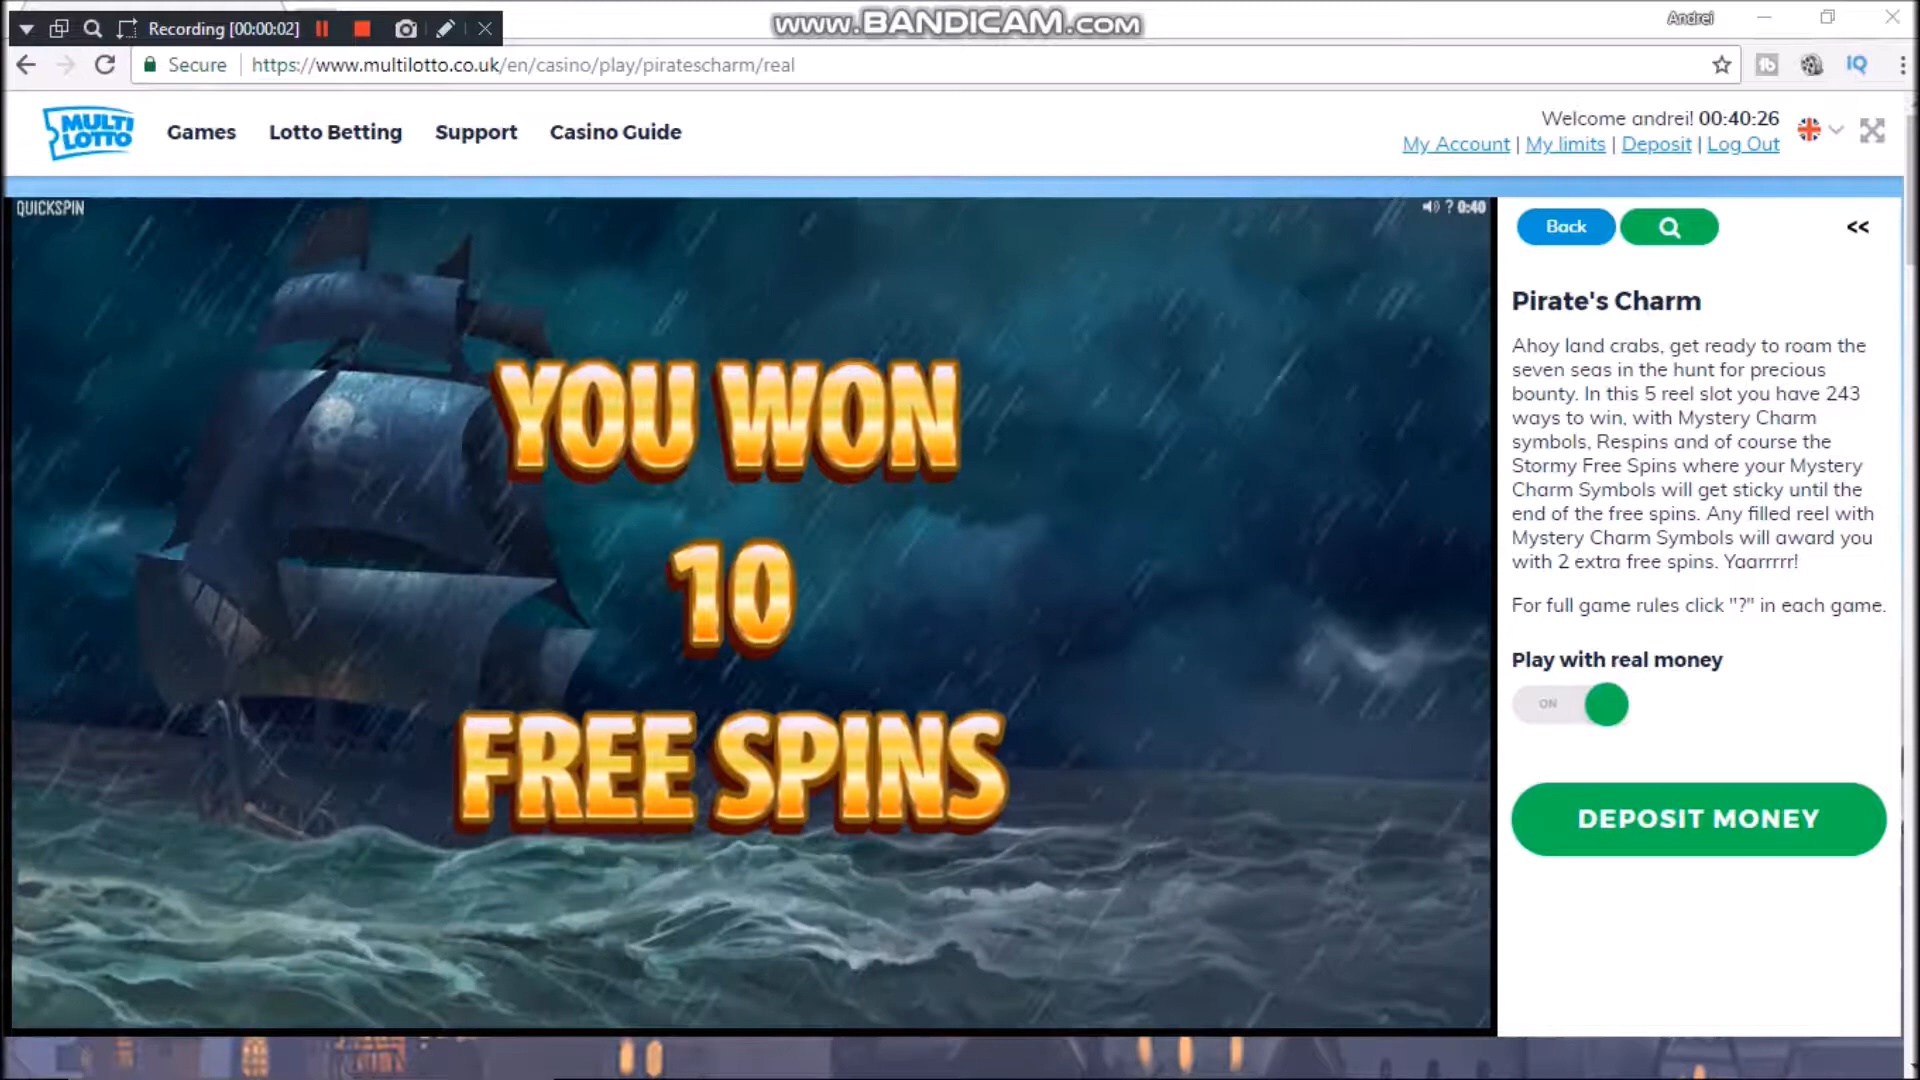 Recording [00:00:02]
www.BANDICAM.com
Andrei
Secure
https://www.multilotto.co.uk/en/casino/play/piratescharm/real
IQ
MULTI
LOTTO
Games
Lotto Betting
Support
Casino Guide
Welcome andrei! 00:40:26
My Account | My limits | Deposit | Log Out
QUICKSPIN
? 0:40
YOU WON
10
FREE SPINS
Back
<<
Pirate's Charm
Ahoy land crabs, get ready to roam the
seven seas in the hunt for precious
bounty. In this 5 reel slot you have 243
ways to win, with Mystery Charm
symbols, Respins and of course the
Stormy Free Spins where your Mystery
Charm Symbols will get sticky until the
end of the free spins. Any filled reel with
Mystery Charm Symbols will award you
with 2 extra free spins. Yaarrrrr!
For full game rules click "?" in each game.
Play with real money
ON
DEPOSIT MONEY